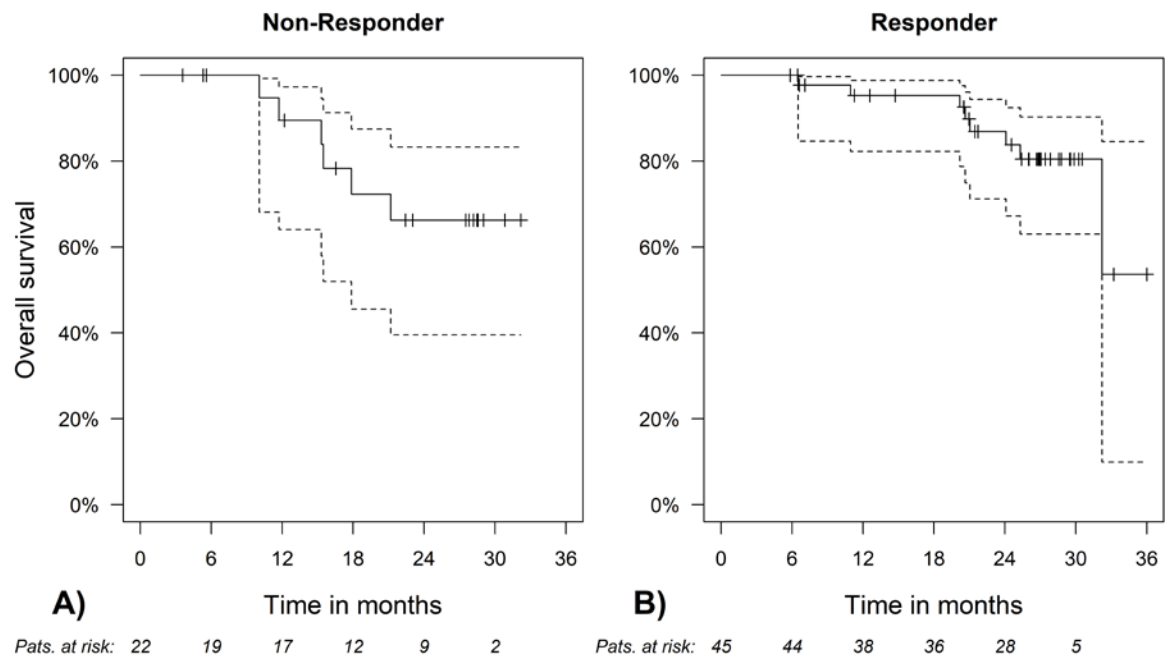 Non-Responder
Overall survival
100%
80%
60%
40%
20%
0%
0 6 12 18 24 30 36
A) Time in months
Pats. at risk: 22 19 17 12 9 2
Responder
100%
80%
60%
40%
20%
0%
0 6 12 18 24 30 36
B) Time in months
Pats. at risk: 45 44 38 36 28 5